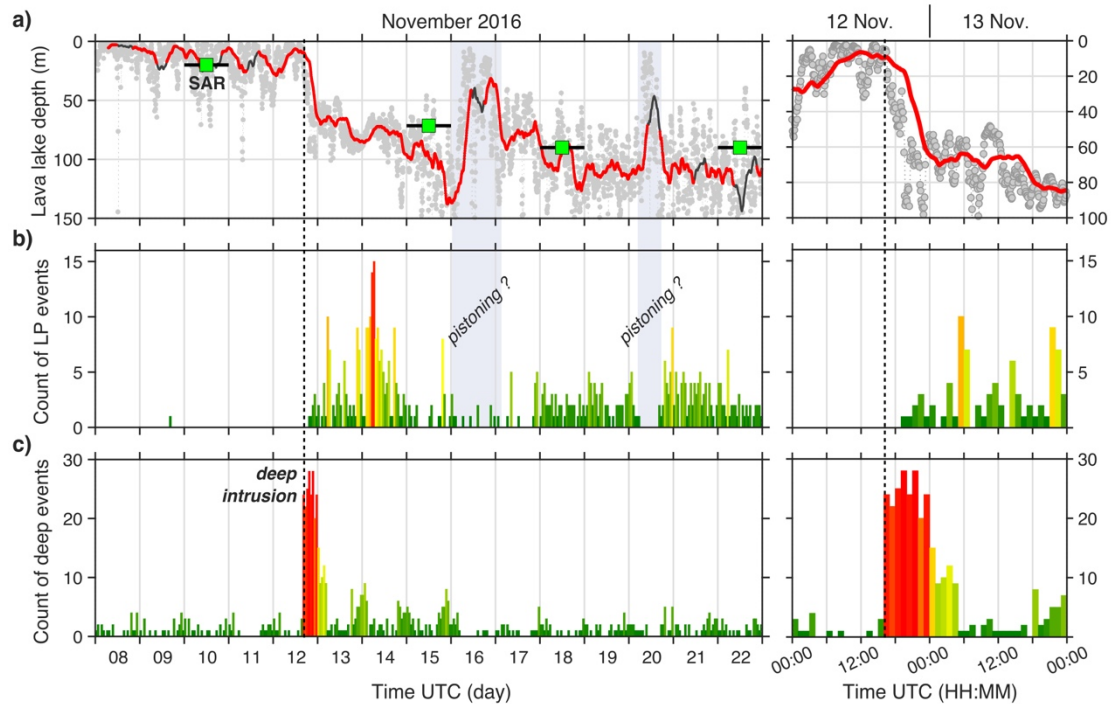 November 2016
12 Nov.
13 Nov.
a)
Lava lake depth (m)
0
50
100
150
SAR
0
20
40
60
80
100
b)
Count of LP events
15
10
5
0
pistoning ?
pistoning ?
15
10
5
c)
Count of deep events
30
20
10
0
deep
intrusion
30
20
10
0
08 09 10 11 12 13 14 15 16 17 18 19 20 21 22
Time UTC (day)
00:00 12:00 00:00 12:00 00:00
Time UTC (HH:MM)